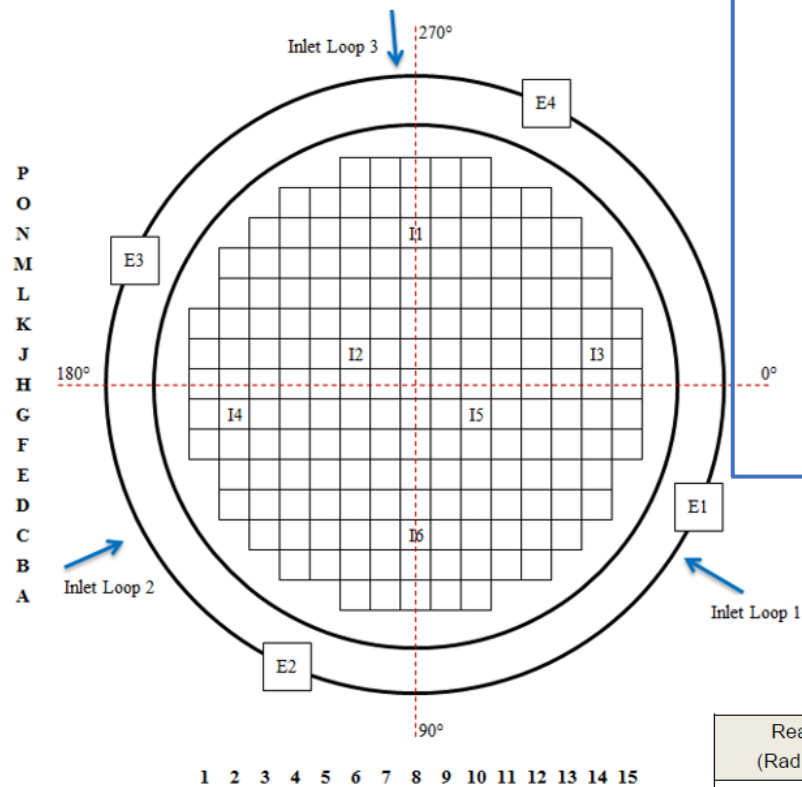 270°
Inlet Loop 3
E4
P
O
N
I1
M
E3
L
K
J
I2
I3
180°
H
0°
G
I4
I5
F
E
D
E1
C
I6
B
Inlet Loop 2
A
Inlet Loop 1
E2
90°
Rea
(Rad
1 2 3 4 5 6 7 8 9 10 11 12 13 14 15